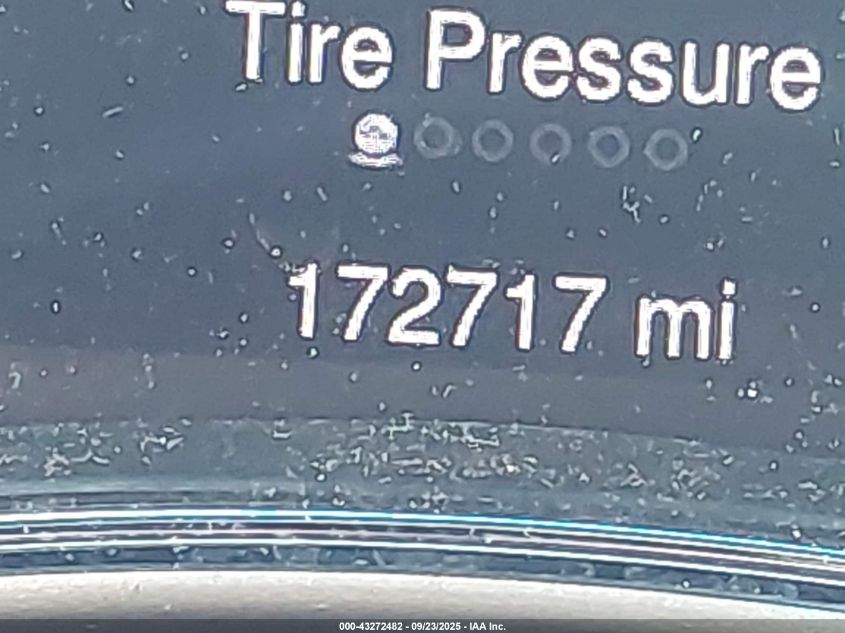 Tire Pressure
172717 mi
000-43272482 - 09/23/2025 - IAA Inc.